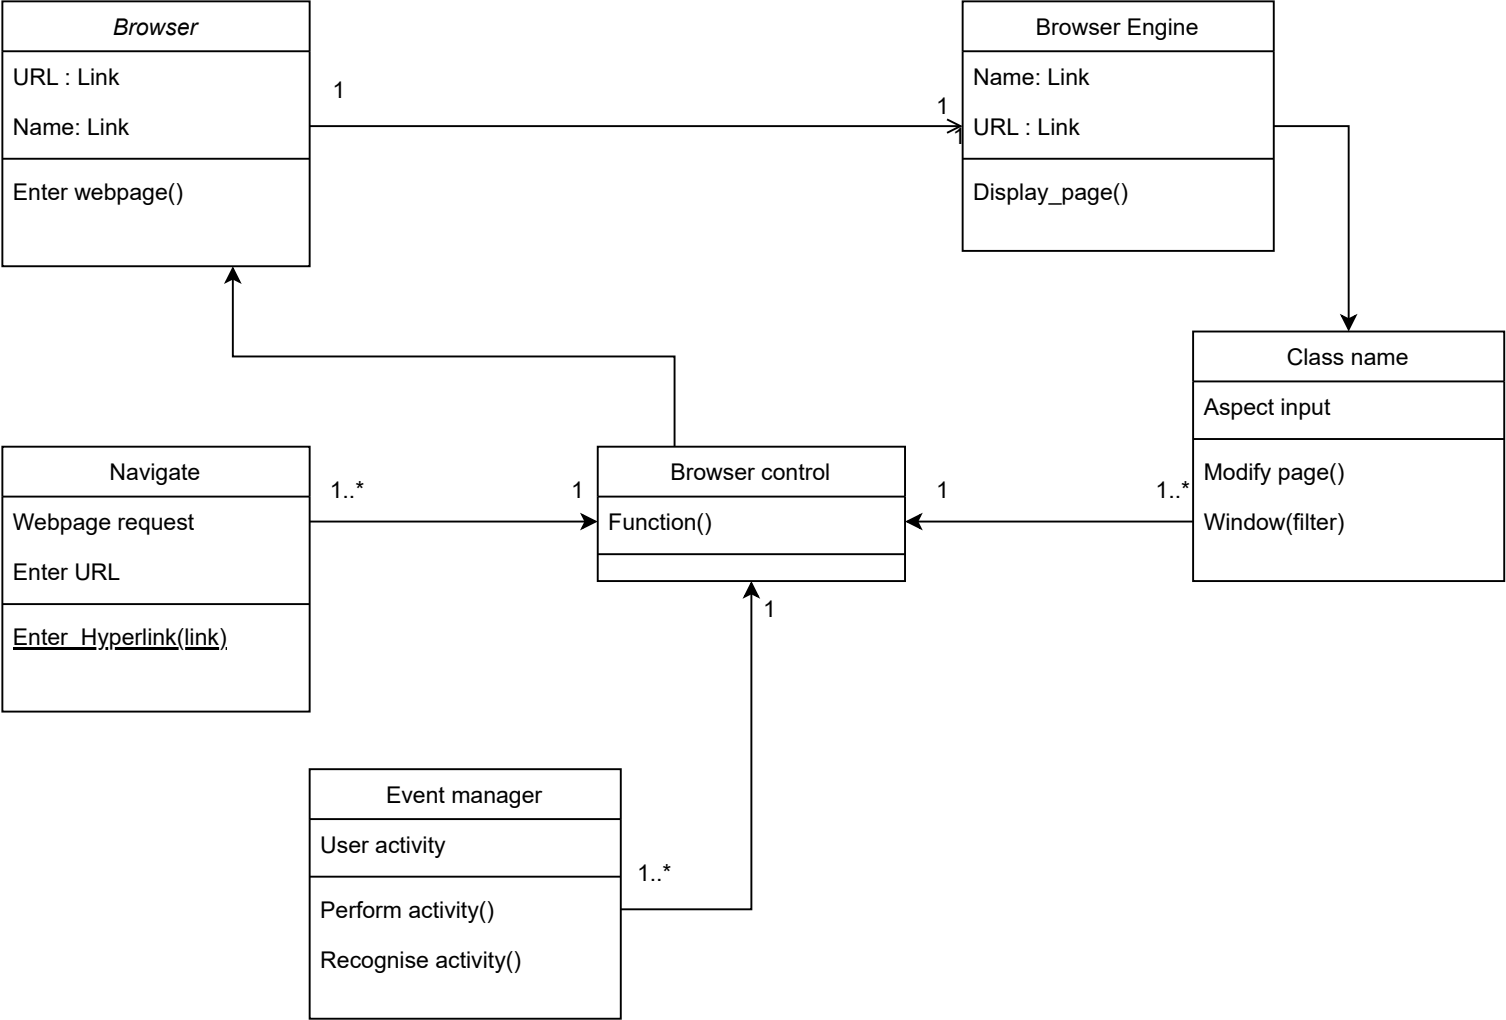 Browser
URL : Link
Name: Link
Enter webpage()
1
1
1
Browser Engine
Name: Link
URL : Link
Display_page()
Class name
Aspect input
Modify page()
Window(filter)
Navigate
Webpage request
Enter URL
Enter_Hyperlink(link)
1..*
1
Browser control
Function()
1
1..*
1
Event manager
User activity
Perform activity()
Recognise activity()
1..*